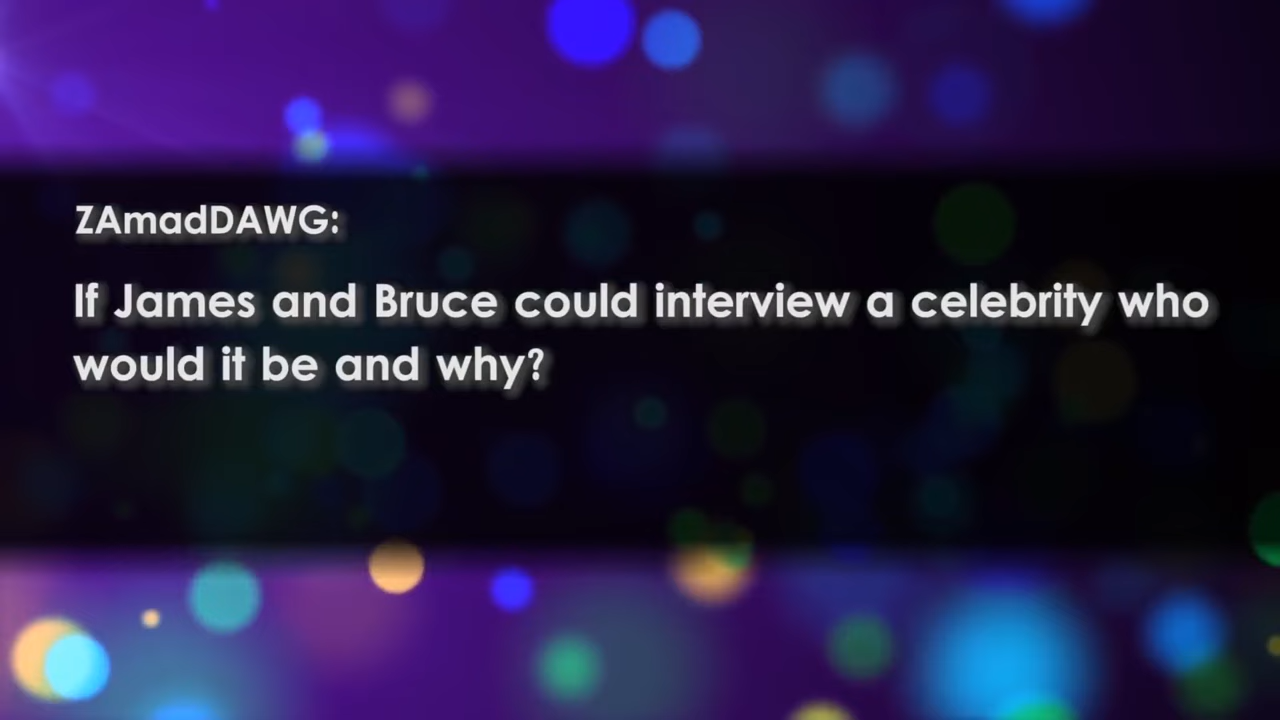 ZAmadDAWG:
If James and Bruce could interview a celebrity who
would it be and why?